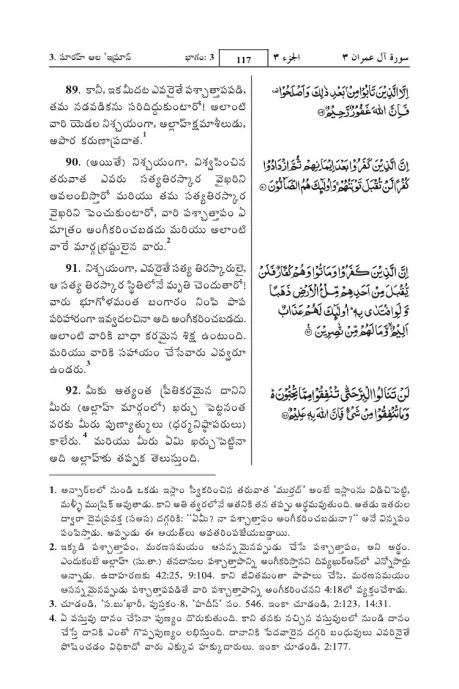 3. సూరహ్ ఆల 'ఇమ్రాన్ భాగం: 3 117 الجزء ٣ سورة آل عمران ٣
89. కానీ, ఇకమీదట ఎవరైతే పశ్చాత్తాపపడి,
తమ నడవడికను సరిదిద్దుకుంటారో! అలాంటి
వారి యెడల నిశ్చయంగా, అల్లాహ్ క్షమాశీలుడు,
అపార కరుణాప్రదాత.1
90. (అయితే) నిశ్చయంగా, విశ్వసించిన
తరువాత ఎవరు సత్యతిరస్కార వైఖరిని
అవలంబిస్తారో మరియు తమ సత్యతిరస్కార
వైఖరిని పెంచుకుంటారో, వారి పశ్చాత్తాపం ఏ
మాత్రం అంగీకరించబడదు మరియు అలాంటి
వారే మార్గభ్రష్టులైన వారు.2
91. నిశ్చయంగా, ఎవరైతే సత్య తిరస్కారులై,
ఆ సత్య తిరస్కార స్థితిలోనే మృతి చెందుతారో!
వారు భూగోళమంత బంగారం నింపి పాప
పరిహారంగా ఇవ్వదలచినా అది అంగీకరించబడదు.
అలాంటి వారికి బాధా కరమైన శిక్ష ఉంటుంది.
మరియు వారికి సహాయం చేసేవారు ఎవ్వరూ
ఉండరు.3
92. మీకు అత్యంత ప్రీతికరమైన దానిని
మీరు (అల్లాహ్ మార్గంలో) ఖర్చు పెట్టనంత
వరకు మీరు పుణ్యాత్ములు (ధర్మనిష్ఠాపరులు)
కాలేరు.4 మరియు మీరు ఏమి ఖర్చు పెట్టినా
అది అల్లాహ్ కు తప్పక తెలుస్తుంది.
إِلَّا الَّذِينَ تَابُوا مِنْ بَعْدِ ذَٰلِكَ وَأَصْلَحُوا
فَإِنَّ اللَّهَ غَفُورٌ رَّحِيمٌ
إِنَّ الَّذِينَ كَفَرُوا بَعْدَ إِيمَانِهِمْ ثُمَّ ازْدَادُوا
كُفْرًا لَّنْ تُقْبَلَ تَوْبَتُهُمْ وَأُولَٰئِكَ هُمُ الضَّالُّونَ
إِنَّ الَّذِينَ كَفَرُوا وَمَاتُوا وَهُمْ كُفَّارٌ فَلَنْ
يُقْبَلَ مِنْ أَحَدِهِم مِّلْءُ الْأَرْضِ ذَهَبًا
وَلَوِ افْتَدَىٰ بِهِ أُولَٰئِكَ لَهُمْ عَذَابٌ
أَلِيمٌ وَمَا لَهُم مِّن نَّاصِرِينَ
لَنْ تَنَالُوا الْبِرَّ حَتَّىٰ تُنْفِقُوا مِمَّا تُحِبُّونَ
وَمَا تُنْفِقُوا مِنْ شَيْءٍ فَإِنَّ اللَّهَ بِهِ عَلِيمٌ
1. అన్సార్‌లలో నుండి ఒకడు ఇస్లాం స్వీకరించిన తరువాత 'ముర్తద్' అంటే ఇస్లాంను విడిచిపెట్టి,
మళ్ళీ ముష్రిక్ అవుతాడు. కాని అతి త్వరలోనే అతనికి తన తప్పు అర్థమవుతుంది. అతడు ఇతరుల
ద్వారా దైవప్రవక్త (స'అస) దగ్గరికి: "ఏమీ? నా పశ్చాత్తాపం అంగీకరించబడునా?" అనే విన్నపం
పంపిస్తాడు. అప్పుడు ఈ ఆయత్‌లు అవతరింపజేయబడ్డాయి.
2. ఇక్కడి పశ్చాత్తాపం, మరణసమయం ఆసన్నమైనపుడు చేసే పశ్చాత్తాపం, అని అర్థం.
ఎందుకంటే అల్లాహ్ (సు.తా.) తనదాసుల పశ్చాత్తాపాన్ని అంగీకరిస్తానని దివ్యఖుర్ఆన్‌లో ఎన్నోసార్లు
అన్నాడు. ఉదాహరణకు 42:25, 9:104. కాని జీవితమంతా పాపాలు చేసి, మరణసమయం
ఆసన్నమైనప్పుడు పశ్చాత్తాపపడితే వారి పశ్చాత్తాపాన్ని అంగీకరించనని 4:18లో వ్యక్తంచేశాడు.
3. చూడండి, 'స.బు'ఖారీ, పుస్తకం-8, 'హదీస్' నం. 546. ఇంకా చూడండి, 2:123, 14:31.
4. ఏ వస్తువు దానం చేసినా పుణ్యం దొరుకుతుంది. కాని తనకు నచ్చిన వస్తువులలో నుండి దానం
చేస్తే దానికి ఎంతో గొప్పపుణ్యం లభిస్తుంది. దానానికి పేదవారైన దగ్గరి బంధువులు ఎవరినైతే
పోషించడం విధికాదో వారు ఎక్కువ హక్కుదారులు. ఇంకా చూడండి, 2:177.